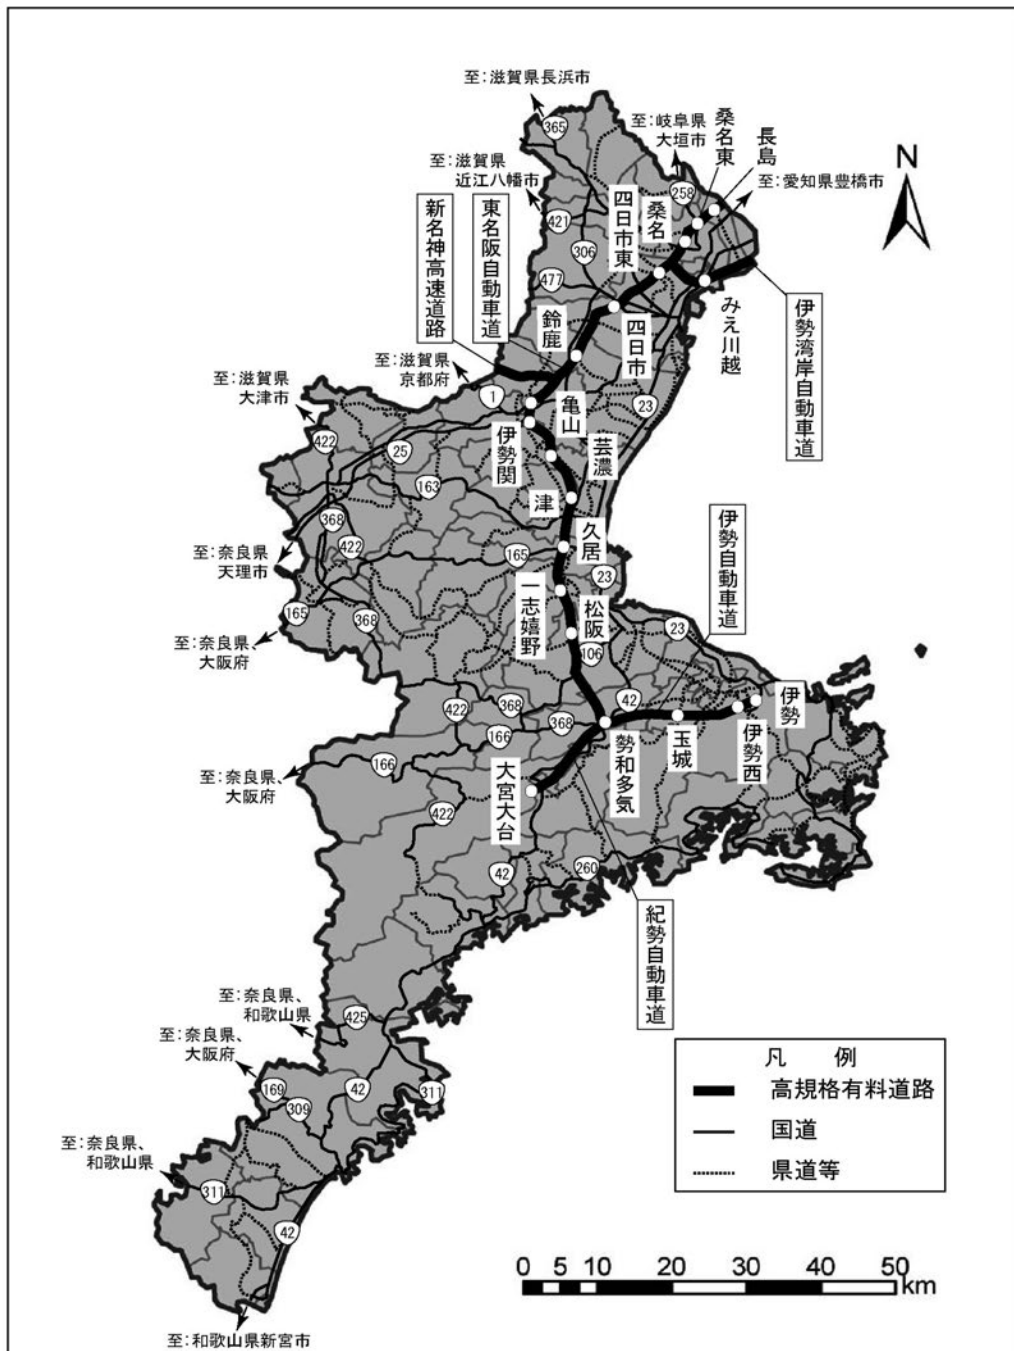 至：滋賀県長浜市
365
至：岐阜県
大垣市
桑名東
長島
N
至：滋賀県
近江八幡市
258
至：愛知県豊橋市
新名神高速道路
東名阪自動車道
421
四日市東
桑名
306
477
鈴鹿
四日市
みえ川越
伊勢湾岸自動車道
至：滋賀県
京都府
至：滋賀県
大津市
1
亀山
23
422
25
伊勢関
芸濃
163
津
368
422
久居
伊勢自動車道
至：奈良県
天理市
165
23
一志嬉野
松阪
165
368
23
至：奈良県、
大阪府
106
42
伊勢
422
368
368
166
玉城
伊勢西
勢和多気
166
至：奈良県、
大阪府
大宮大台
422
42
260
紀勢自動車道
至：奈良県、
和歌山県
425
至：奈良県、
大阪府
169
42
311
309
至：奈良県、
和歌山県
311
42
凡　例
高規格有料道路
国道
県道等
0 5 10 20 30 40 50
km
至：和歌山県新宮市